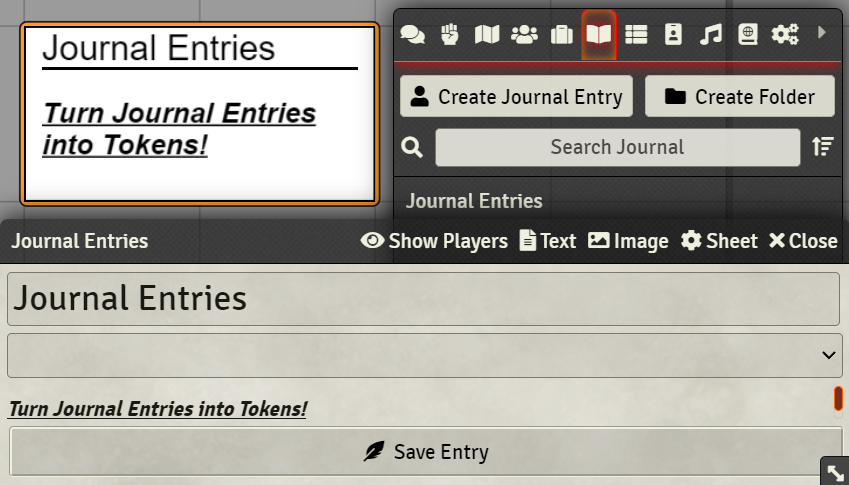 Journal Entries
Turn Journal Entries
into Tokens!
Create Journal Entry
Create Folder
Search Journal
Journal Entries
Journal Entries
Show Players
Text
Image
Sheet
Close
Journal Entries
Turn Journal Entries into Tokens!
Save Entry